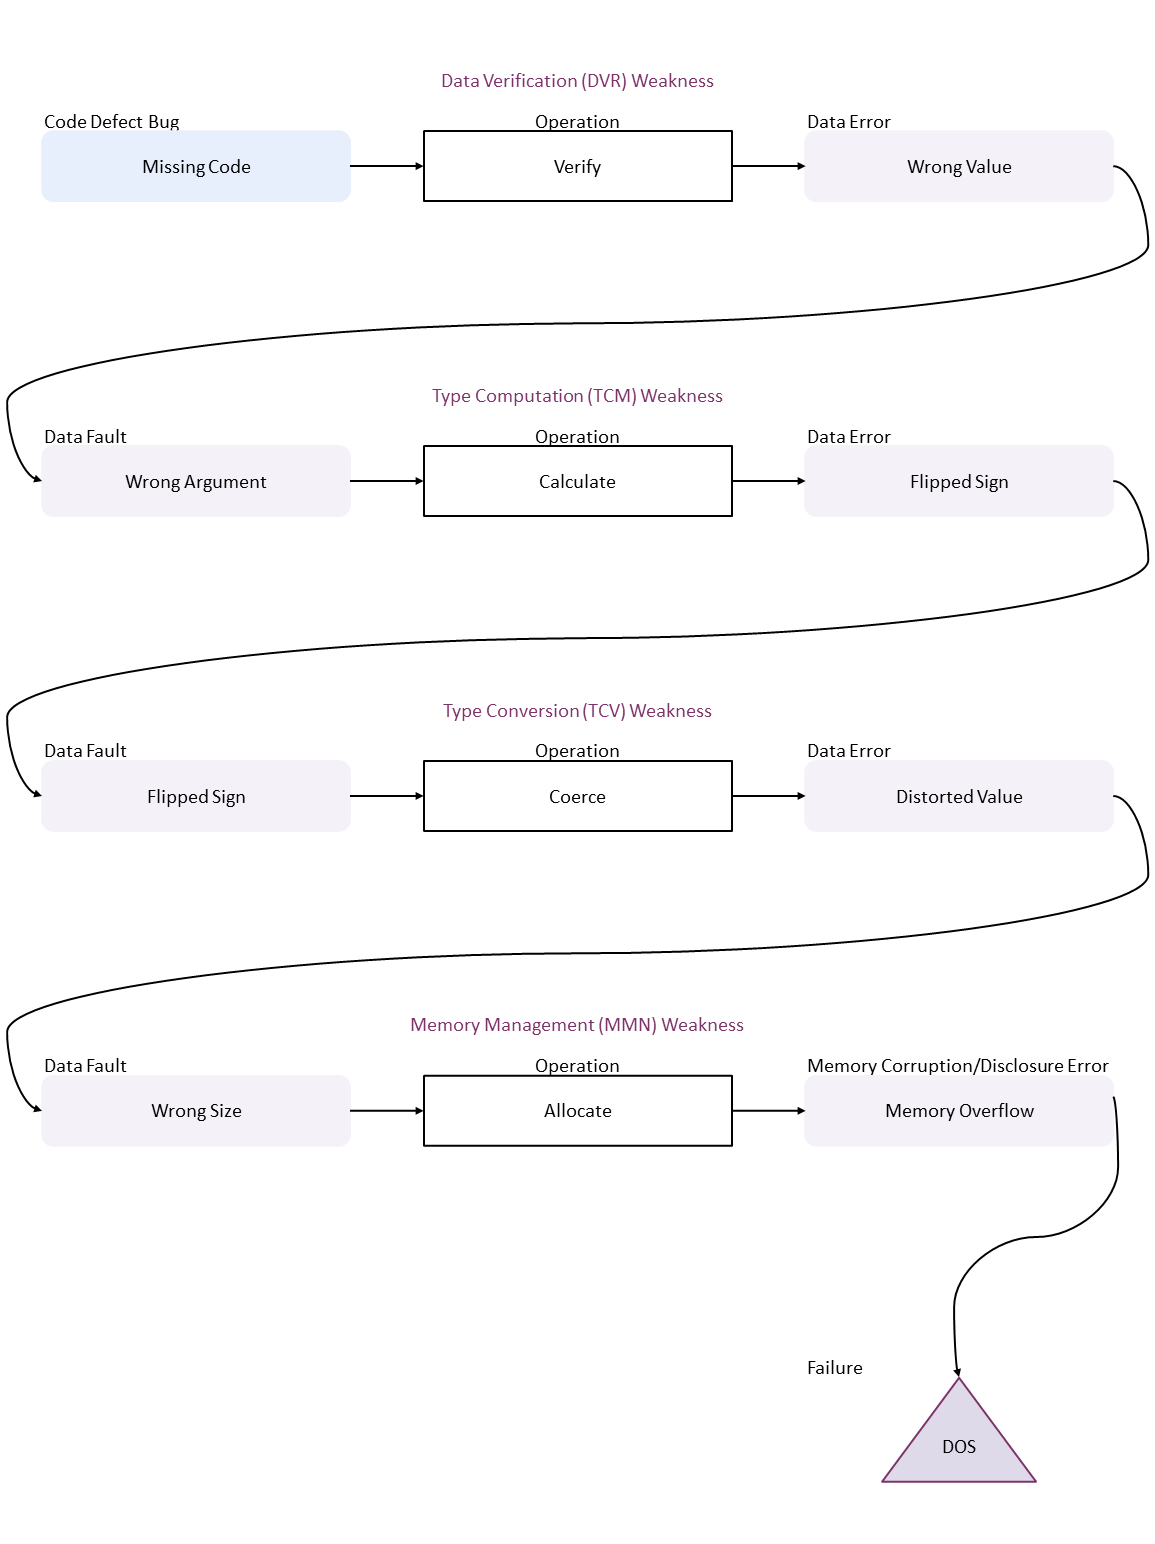 Data Verification (DVR) Weakness
Code Defect Bug
Operation
Data Error
Missing Code
Verify
Wrong Value
Type Computation (TCM) Weakness
Data Fault
Operation
Data Error
Wrong Argument
Calculate
Flipped Sign
Type Conversion (TCV) Weakness
Data Fault
Operation
Data Error
Flipped Sign
Coerce
Distorted Value
Memory Management (MMN) Weakness
Data Fault
Operation
Memory Corruption/Disclosure Error
Wrong Size
Allocate
Memory Overflow
Failure
DOS